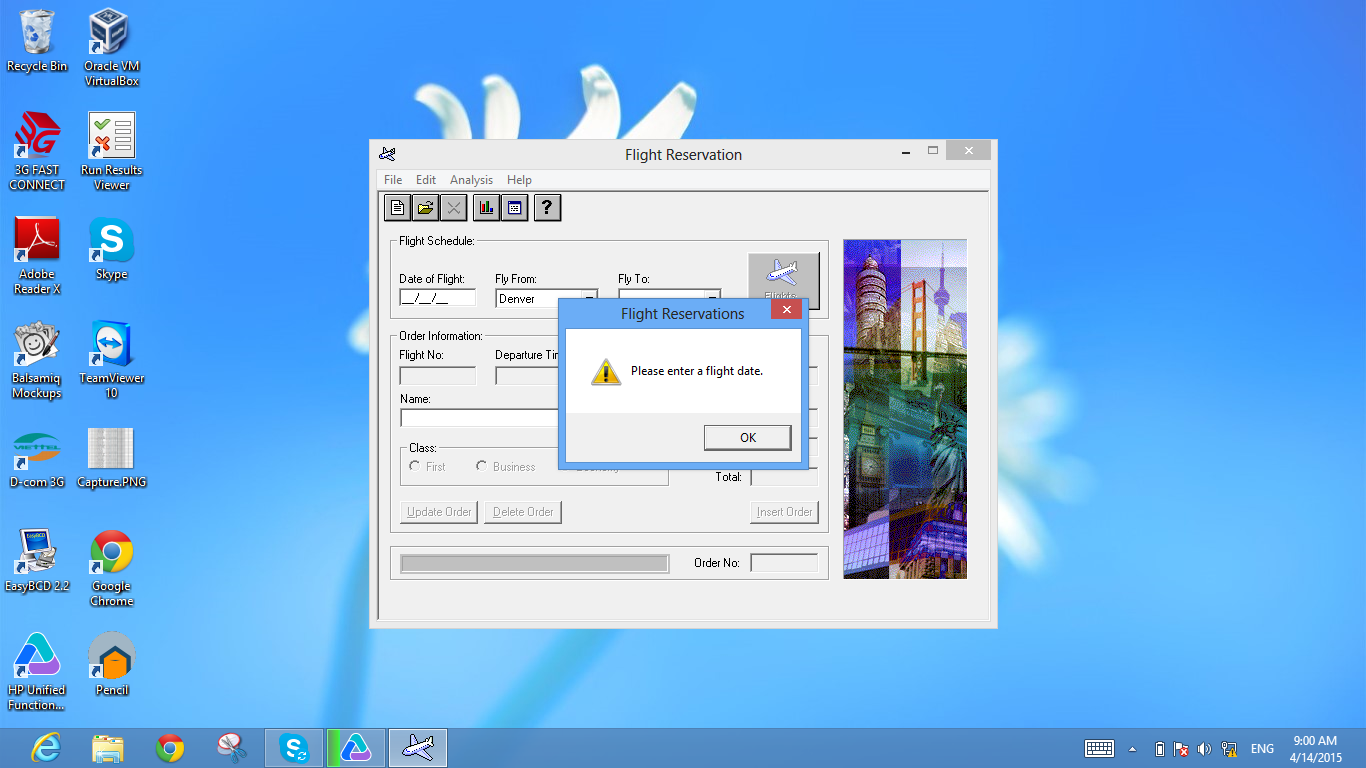 Recycle Bin
Oracle VM
VirtualBox
3G FAST
CONNECT
Run Results
Viewer
Adobe
Reader X
Skype
Balsamiq
Mockups
TeamViewer
10
D-com 3G
Capture.PNG
EasyBCD 2.2
Google
Chrome
HP Unified
Function...
Pencil
Flight Reservation
File Edit Analysis Help
Flight Schedule:
Date of Flight: Fly From: Fly To:
__/__/__ Denver
Flights
Flight Reservations
Please enter a flight date.
OK
Order Information:
Flight No: Departure Tim
Name:
Class:
First Business Economy
Total:
Update Order Delete Order Insert Order
Order No:
ENG
9:00 AM
4/14/2015
VIETTEL